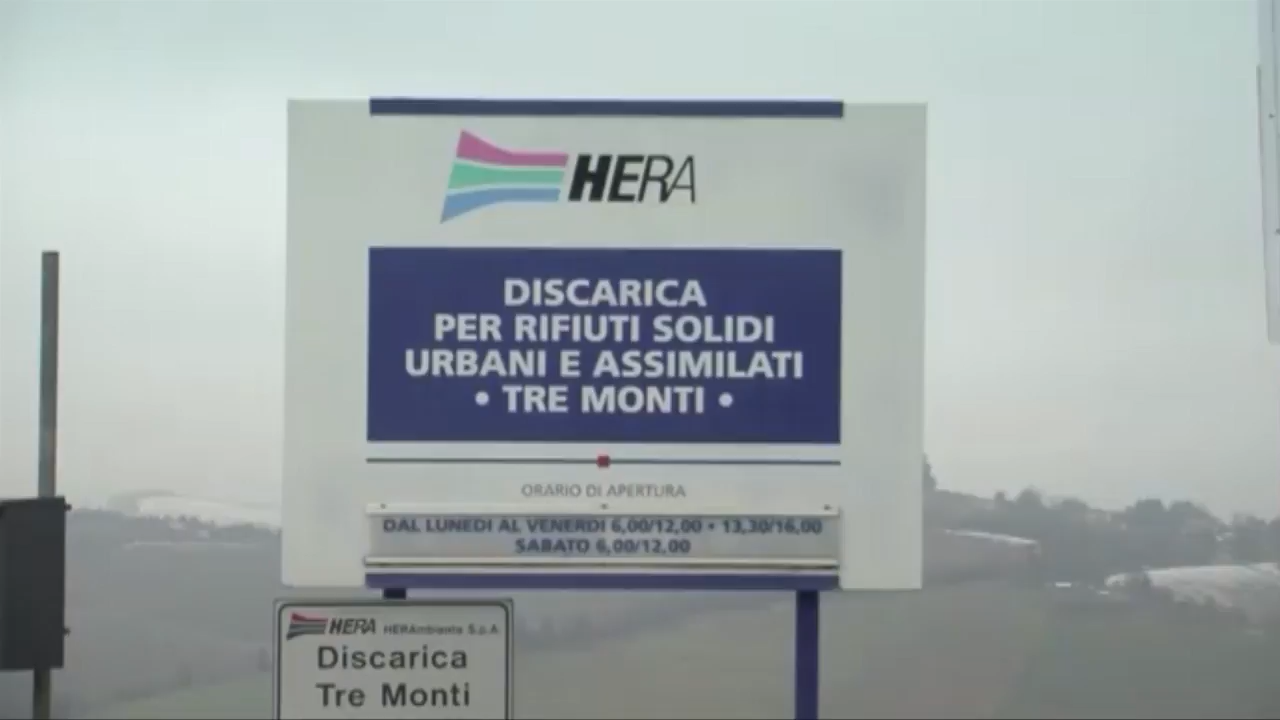 HERA
DISCARICA
PER RIFIUTI SOLIDI
URBANI E ASSIMILATI
• TRE MONTI •
ORARIO DI APERTURA
DAL LUNEDI AL VENERDI 6,00/12,00 • 13,30/16,00
SABATO 6,00/12,00
HERA HERAmbiente S.p.A.
Discarica
Tre Monti